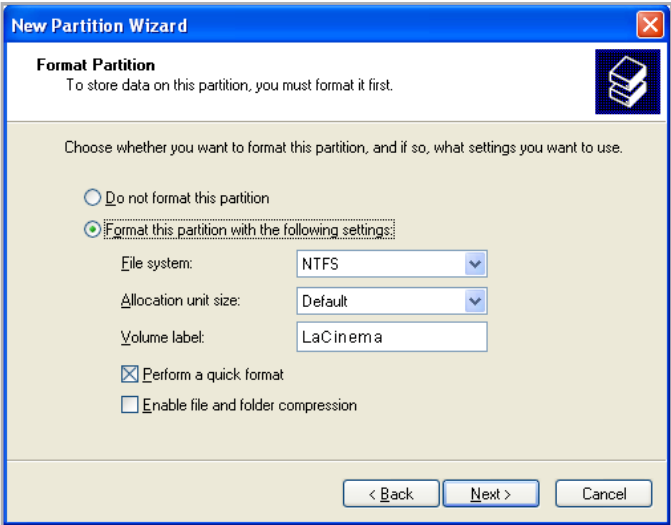 New Partition Wizard
Format Partition
To store data on this partition, you must format it first.
Choose whether you want to format this partition, and if so, what settings you want to use.
Do not format this partition
Format this partition with the following settings:
File system: NTFS
Allocation unit size: Default
Volume label: LaCinema
Perform a quick format
Enable file and folder compression
< Back Next > Cancel